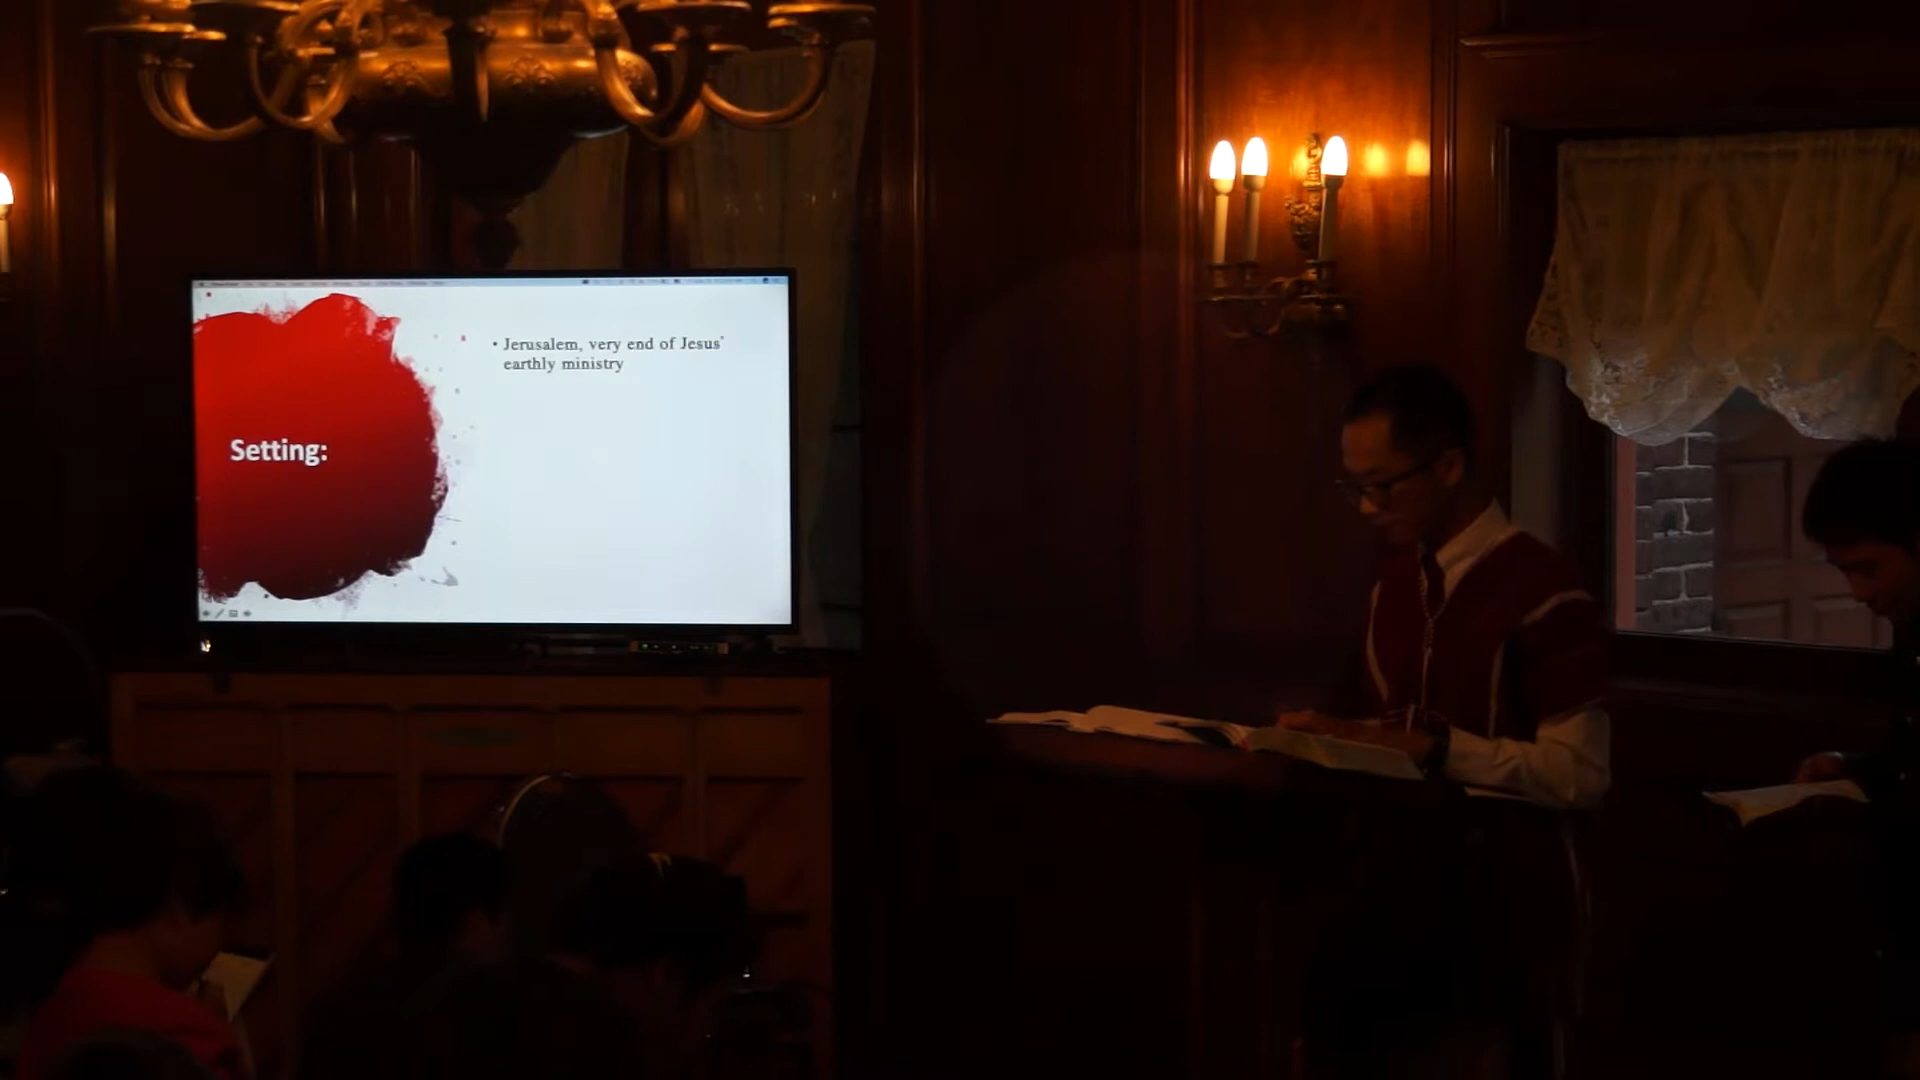 Setting:
• Jerusalem, very end of Jesus'
earthly ministry